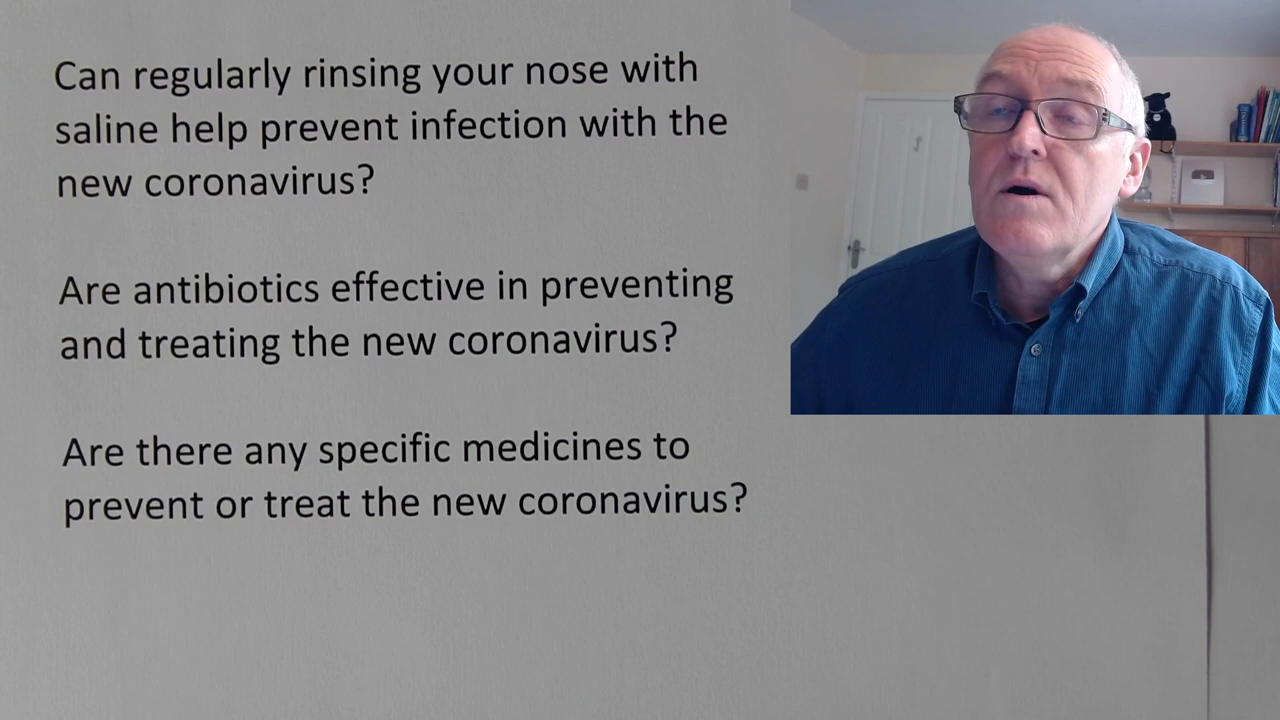 Can regularly rinsing your nose with
saline help prevent infection with the
new coronavirus?
Are antibiotics effective in preventing
and treating the new coronavirus?
Are there any specific medicines to
prevent or treat the new coronavirus?